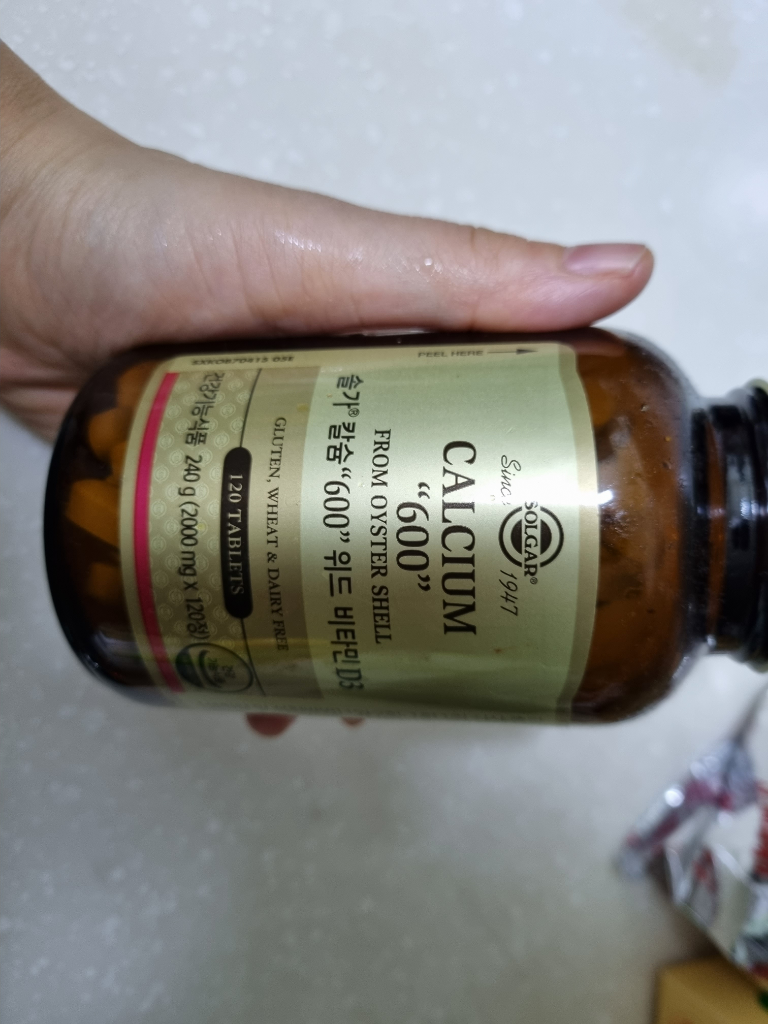 SOLGAR®
Since 1947
CALCIUM
“600”
FROM OYSTER SHELL
솔가® 칼슘 “600” 위드 비타민 D3
GLUTEN, WHEAT & DAIRY FREE
120 TABLETS
건강기능식품 240 g (2000 mg X 120정)
PEEL HERE